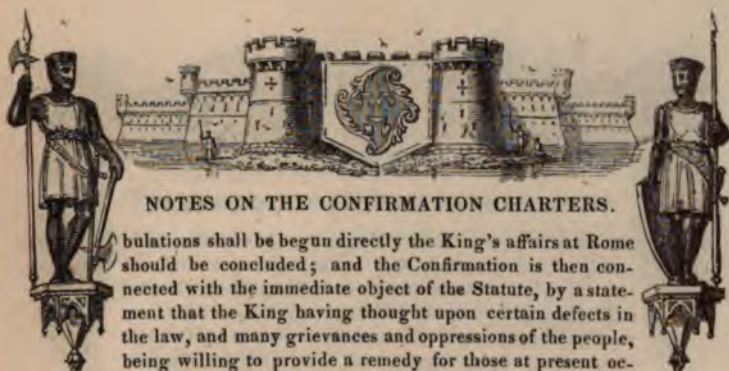 NOTES ON THE CONFIRMATION CHARTERS.
bulations shall be begun directly the King's affairs at Rome
should be concluded; and the Confirmation is then con-
nected with the immediate object of the Statute, by a state-
ment that the King having thought upon certain defects in
the law, and many grievances and oppressions of the people,
being willing to provide a remedy for those at present oc-